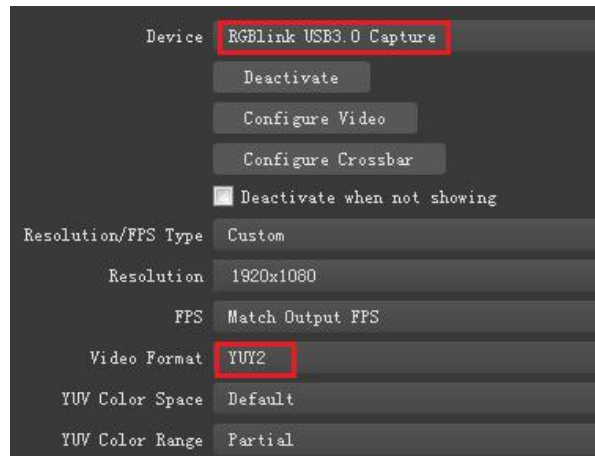 Device RGBlink USB3.0 Capture
Deactivate
Configure Video
Configure Crossbar
Deactivate when not showing
Resolution/FPS Type Custom
Resolution 1920x1080
FPS Match Output FPS
Video Format YUY2
YUV Color Space Default
YUV Color Range Partial